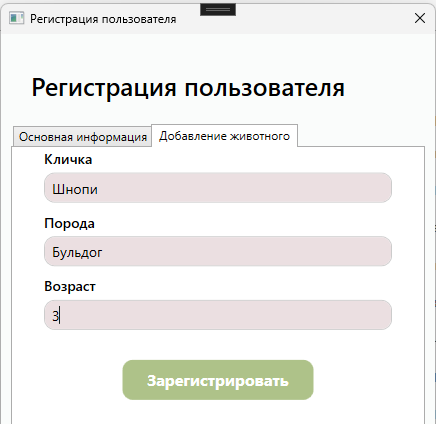 Регистрация пользователя
Регистрация пользователя
Основная информация Добавление животного
Кличка
Шнопи
Порода
Бульдог
Возраст
3
Зарегистрировать